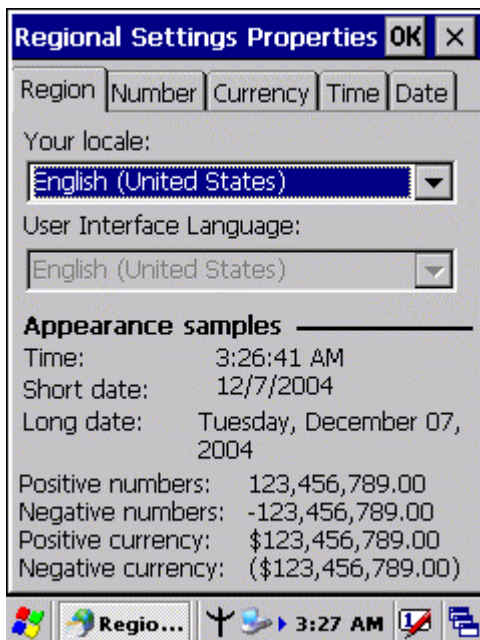 Regional Settings Properties OK ×
Region Number Currency Time Date
Your locale:
English (United States)
User Interface Language:
English (United States)
Appearance samples
Time: 3:26:41 AM
Short date: 12/7/2004
Long date: Tuesday, December 07,
2004
Positive numbers: 123,456,789.00
Negative numbers: -123,456,789.00
Positive currency: $123,456,789.00
Negative currency: ($123,456,789.00)
Regio... 3:27 AM